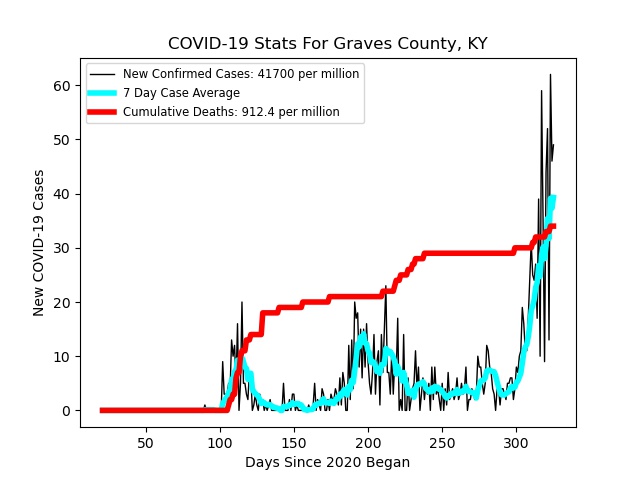 COVID-19 Stats For Graves County, KY
New Confirmed Cases: 41700 per million
7 Day Case Average
Cumulative Deaths: 912.4 per million
New COVID-19 Cases
60
50
40
30
20
10
0
50 100 150 200 250 300
Days Since 2020 Began